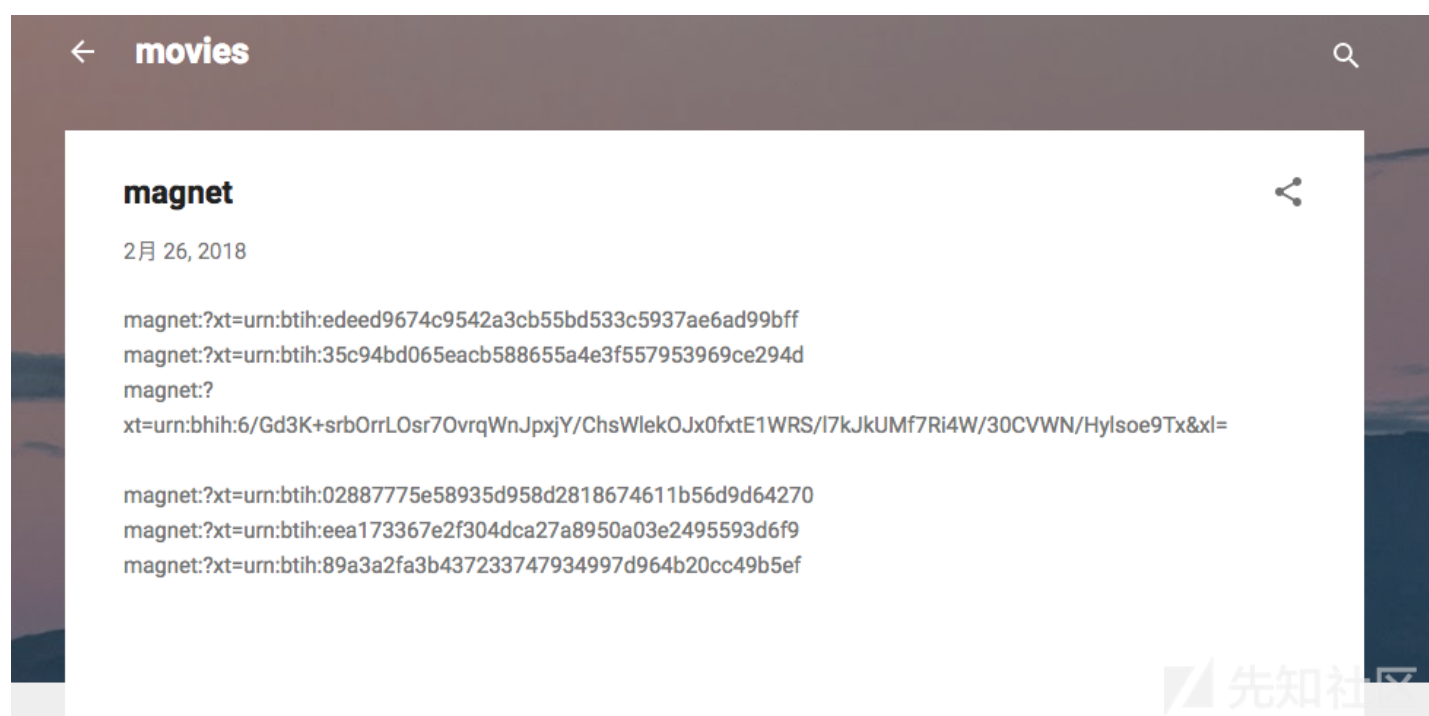 movies
magnet
2月 26, 2018
magnet:?xt=urn:btih:edeed9674c9542a3cb55bd533c5937ae6ad99bff
magnet:?xt=urn:btih:35c94bd065eacb588655a4e3f557953969ce294d
magnet:?
xt=urn:bhih:6/Gd3K+srbOrrLOsr7OvrqWnJpxjY/ChsWlekOJx0fxtE1WRS/l7kJkUMf7Ri4W/30CVWN/Hylsoe9Tx&xl=
magnet:?xt=urn:btih:02887775e58935d958d2818674611b56d9d64270
magnet:?xt=urn:btih:eea173367e2f304dca27a8950a03e2495593d6f9
magnet:?xt=urn:btih:89a3a2fa3b437233747934997d964b20cc49b5ef
先知社区